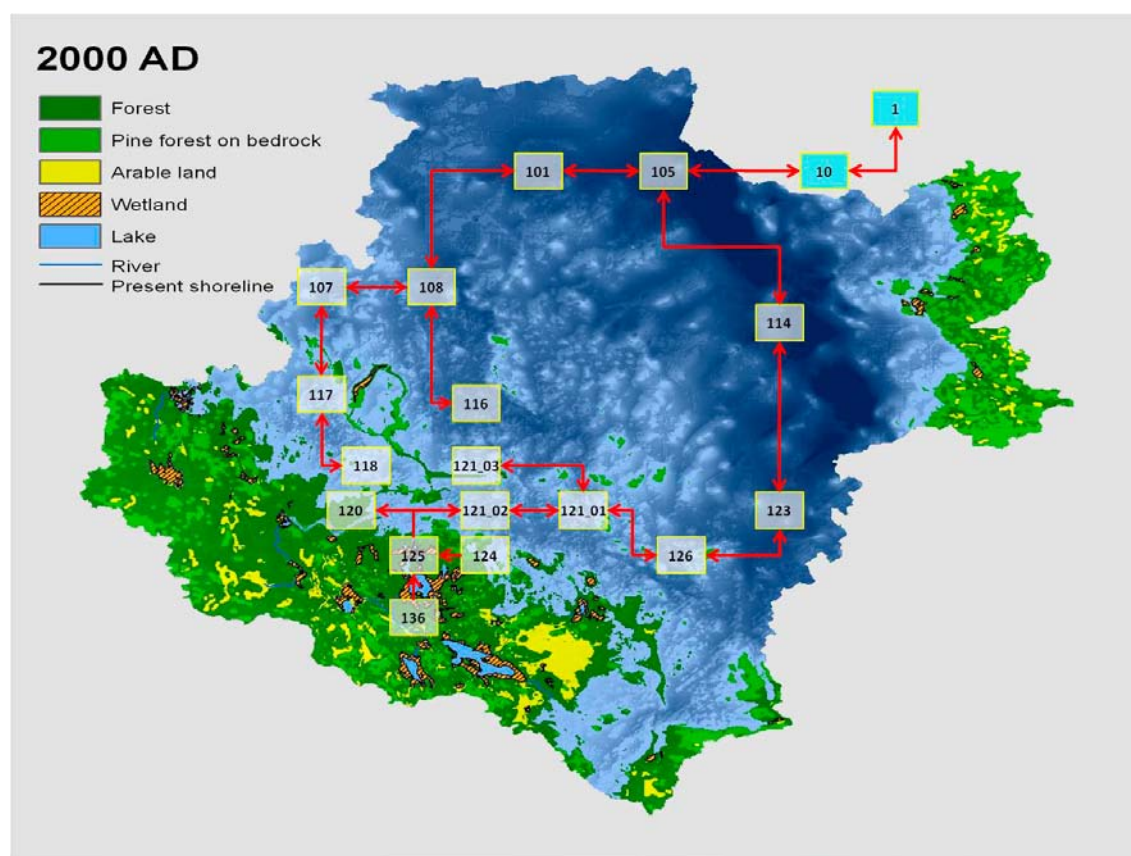 2000 AD
Forest
Pine forest on bedrock
Arable land
Wetland
Lake
River
Present shoreline
1
101
105
10
107
108
114
117
116
118
121_03
120
121_02
121_01
123
125
124
126
136